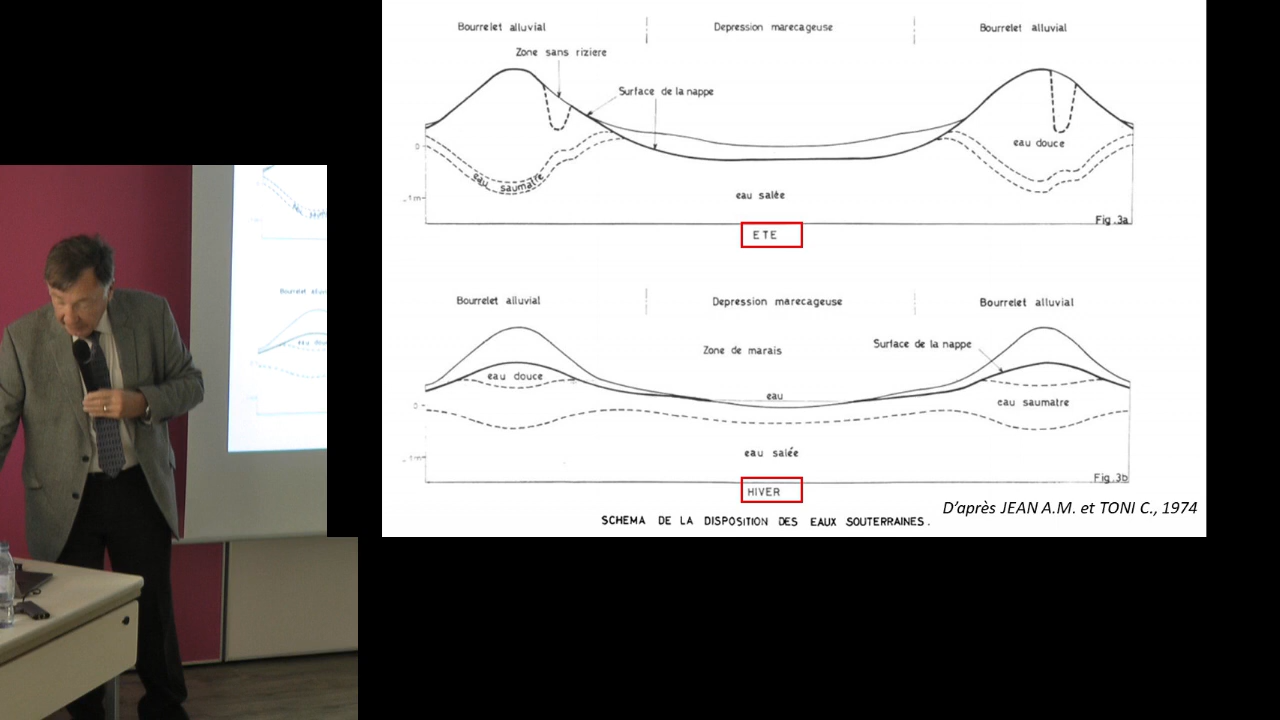 Bourrelet alluvial
Depression marecageuse
Bourrelet alluvial
Zone sans riziere
Surface de la nappe
0
eau douce
eau saumatre
_1m
eau salée
Fig.3a
ETE
Bourrelet alluvial
Depression marecageuse
Bourrelet alluvial
Zone de marais
Surface de la nappe
eau douce
eau
eau saumatre
0
eau salée
_1m
Fig.3b
HIVER
D'après JEAN A.M. et TONI C., 1974
SCHEMA DE LA DISPOSITION DES EAUX SOUTERRAINES.